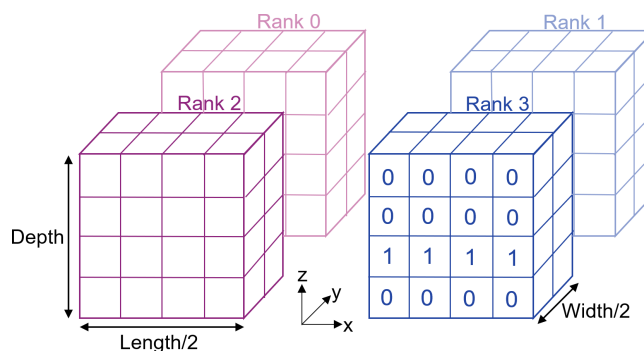 Rank 0
Rank 1
Rank 2
Rank 3
0 0 0 0
0 0 0 0
1 1 1 1
0 0 0 0
Depth
z
y
x
Length/2
Width/2